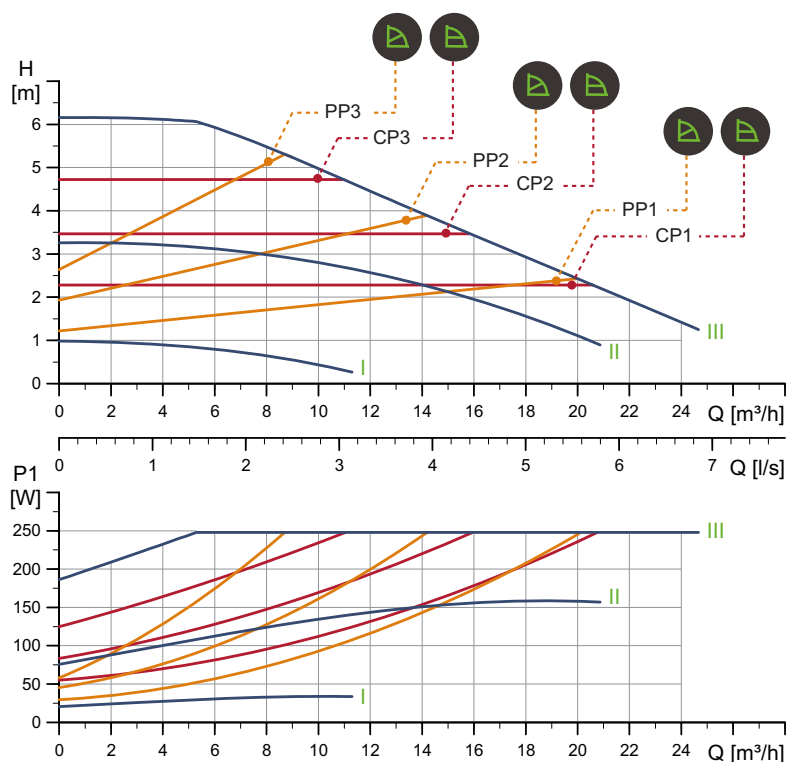 H
[m]
PP3
CP3
PP2
CP2
PP1
CP1
6
5
4
3
2
1
0
I
II
III
0 2 4 6 8 10 12 14 16 18 20 22 24 Q [m³/h]
0 1 2 3 4 5 6 7 Q [l/s]
P1
[W]
250
200
150
100
50
0
III
II
I
0 2 4 6 8 10 12 14 16 18 20 22 24 Q [m³/h]